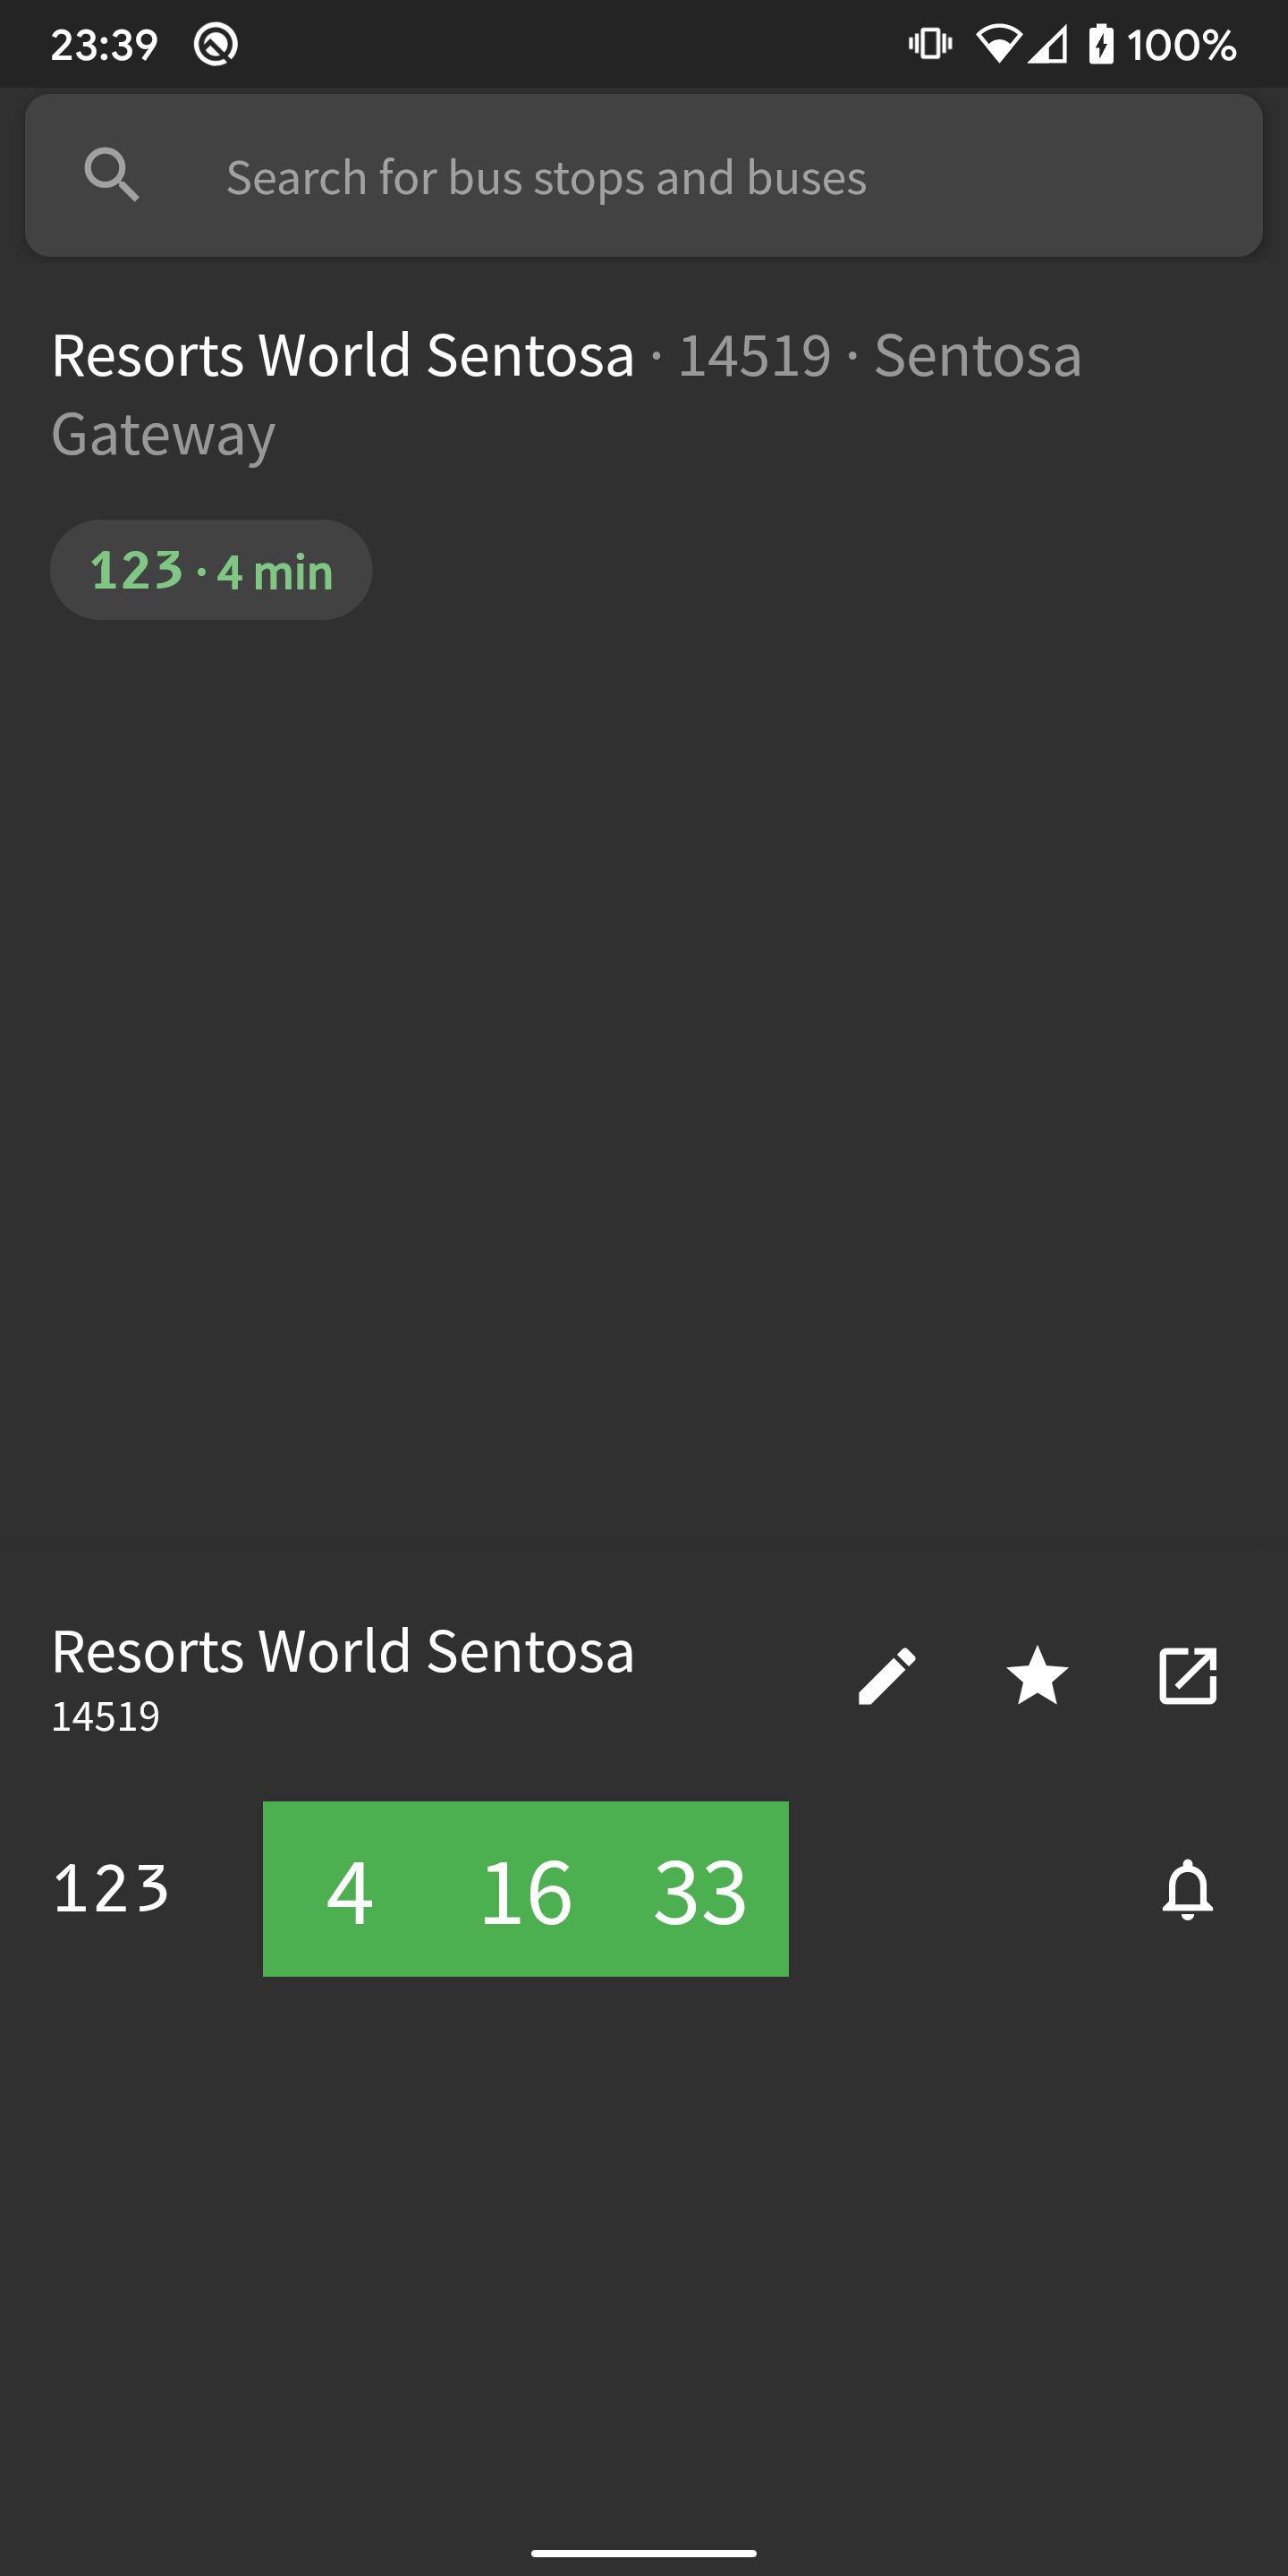 23:39 100%
Search for bus stops and buses
Resorts World Sentosa · 14519 · Sentosa
Gateway
123 · 4 min
Resorts World Sentosa
14519
123 4 16 33